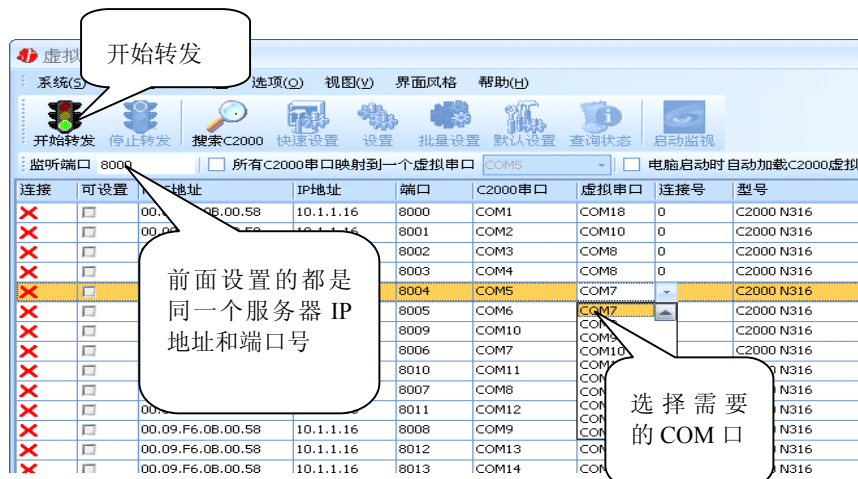 开始转发
虚拟
系统(S) 选项(O) 视图(V) 界面风格 帮助(H)
开始转发 停止转发 搜索C2000 快速设置 设置 批量设置 默认设置 查询状态 启动监视
监听端口 8000 所有C2000串口映射到一个虚拟串口 COM5 电脑启动时自动加载C2000虚拟
连接 可设置 地址 IP地址 端口 C2000串口 虚拟串口 连接号 型号
10.1.1.16 8000 COM1 COM18 0 C2000 N316
8001 COM2 COM10 0 C2000 N316
8002 COM3 COM8 0 C2000 N316
8003 COM4 COM8 0 C2000 N316
8004 COM5 COM7 C2000 N316
8005 COM6 COM7 C2000 N316
8009 COM10 C2000 N316
8006 COM7 COM10 C2000 N316
8010 COM11 N316
8007 COM8 N316
8011 COM12 N316
00.09.F6.0B.00.58 10.1.1.16 8008 COM9 N316
00.09.F6.0B.00.58 10.1.1.16 8012 COM13 N316
00.09.F6.0B.00.58 10.1.1.16 8013 COM14 N316
前面设置的都是
同一个服务器 IP
地址和端口号
选择需要
的 COM 口